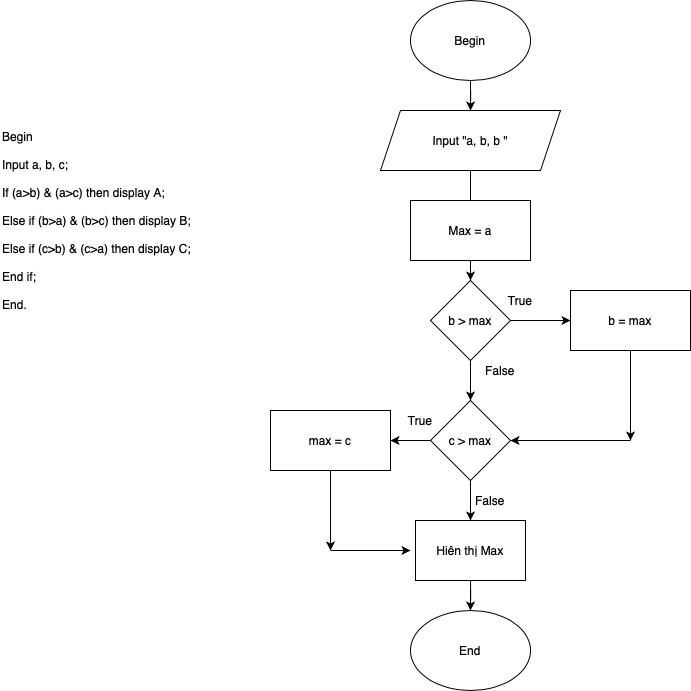 Begin
Input a, b, c;
If (a>b) & (a>c) then display A;
Else if (b>a) & (b>c) then display B;
Else if (c>b) & (c>a) then display C;
End if;
End.
Begin
Input "a, b, b "
Max = a
b > max
True
b = max
False
c > max
True
max = c
False
Hiên thị Max
End